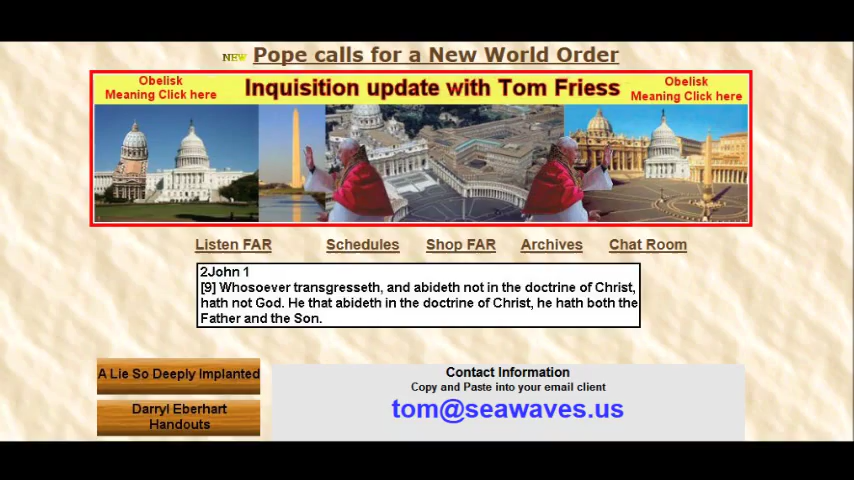 NEW Pope calls for a New World Order
Obelisk
Meaning Click here
Inquisition update with Tom Friess
Obelisk
Meaning Click here
Listen FAR Schedules Shop FAR Archives Chat Room
2John 1
[9] Whosoever transgresseth, and abideth not in the doctrine of Christ,
hath not God. He that abideth in the doctrine of Christ, he hath both the
Father and the Son.
A Lie So Deeply Implanted
Darryl Eberhart
Handouts
Contact Information
Copy and Paste into your email client
tom@seawaves.us